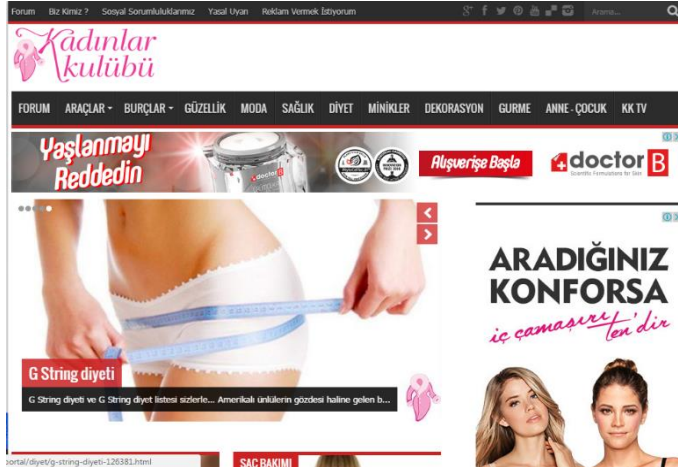 Forum Biz Kimiz ? Sosyal Sorumluluklarımız Yasal Uyarı Reklam Vermek İstiyorum Arama...
Kadınlar
kulübü
FORUM ARAÇLAR BURÇLAR GÜZELLİK MODA SAĞLIK DİYET MİNİKLER DEKORASYON GURME ANNE - ÇOCUK KK TV
Yaşlanmayı
Reddedin
doctor B
Alışverişe Başla
doctor B
Scientific Formulations for Skin
ARADIĞINIZ
KONFORSA
iç çamaşırı ten'dir
G String diyeti
G String diyeti ve G String diyet listesi sizlerle... Amerikalı ünlülerin gözdesi haline gelen b...
portal/diyet/g-string-diyeti-126381.html
SAÇ BAKIMI